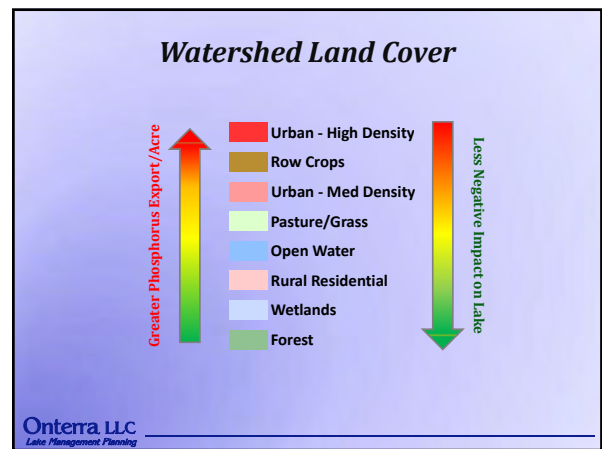 Watershed Land Cover
Greater Phosphorus Export/Acre
Urban - High Density
Row Crops
Urban - Med Density
Pasture/Grass
Open Water
Rural Residential
Wetlands
Forest
Less Negative Impact on Lake
Onterra LLC
Lake Management Planning